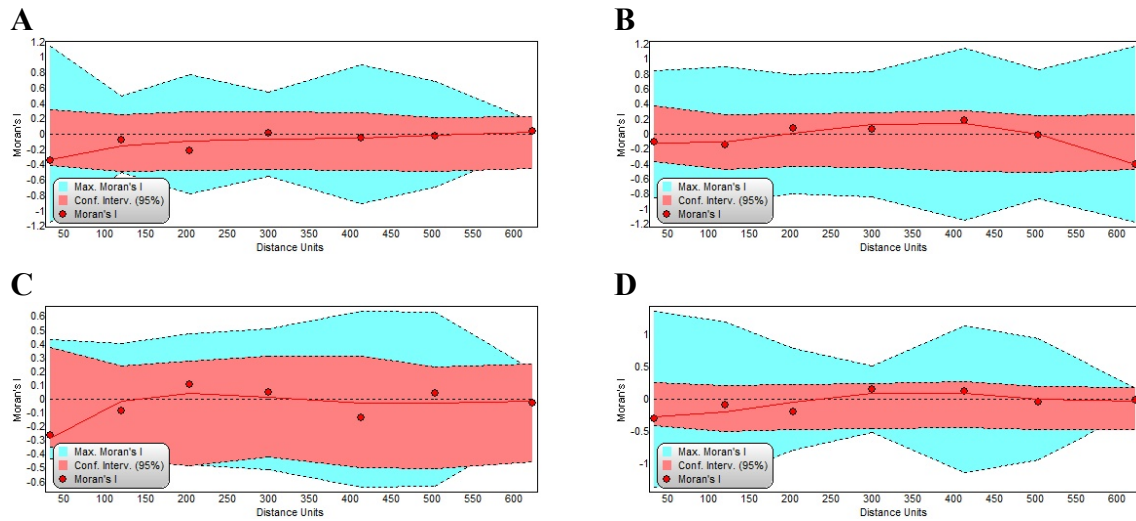 A
1.2
1
0.8
0.6
0.4
0.2
0
-0.2
-0.4
-0.6
-0.8
-1
-1.2
Moran's I
Max. Moran's I
Conf. Interv. (95%)
Moran's I
50 100 150 200 250 300 350 400 450 500 550 600
Distance Units
B
1.2
1
0.8
0.6
0.4
0.2
0
-0.2
-0.4
-0.6
-0.8
-1
-1.2
Moran's I
Max. Moran's I
Conf. Interv. (95%)
Moran's I
50 100 150 200 250 300 350 400 450 500 550 600
Distance Units
C
0.6
0.5
0.4
0.3
0.2
0.1
0
-0.1
-0.2
-0.3
-0.4
-0.5
-0.6
Moran's I
Max. Moran's I
Conf. Interv. (95%)
Moran's I
50 100 150 200 250 300 350 400 450 500 550 600
Distance Units
D
1
0.5
0
-0.5
-1
Moran's I
Max. Moran's I
Conf. Interv. (95%)
Moran's I
50 100 150 200 250 300 350 400 450 500 550 600
Distance Units